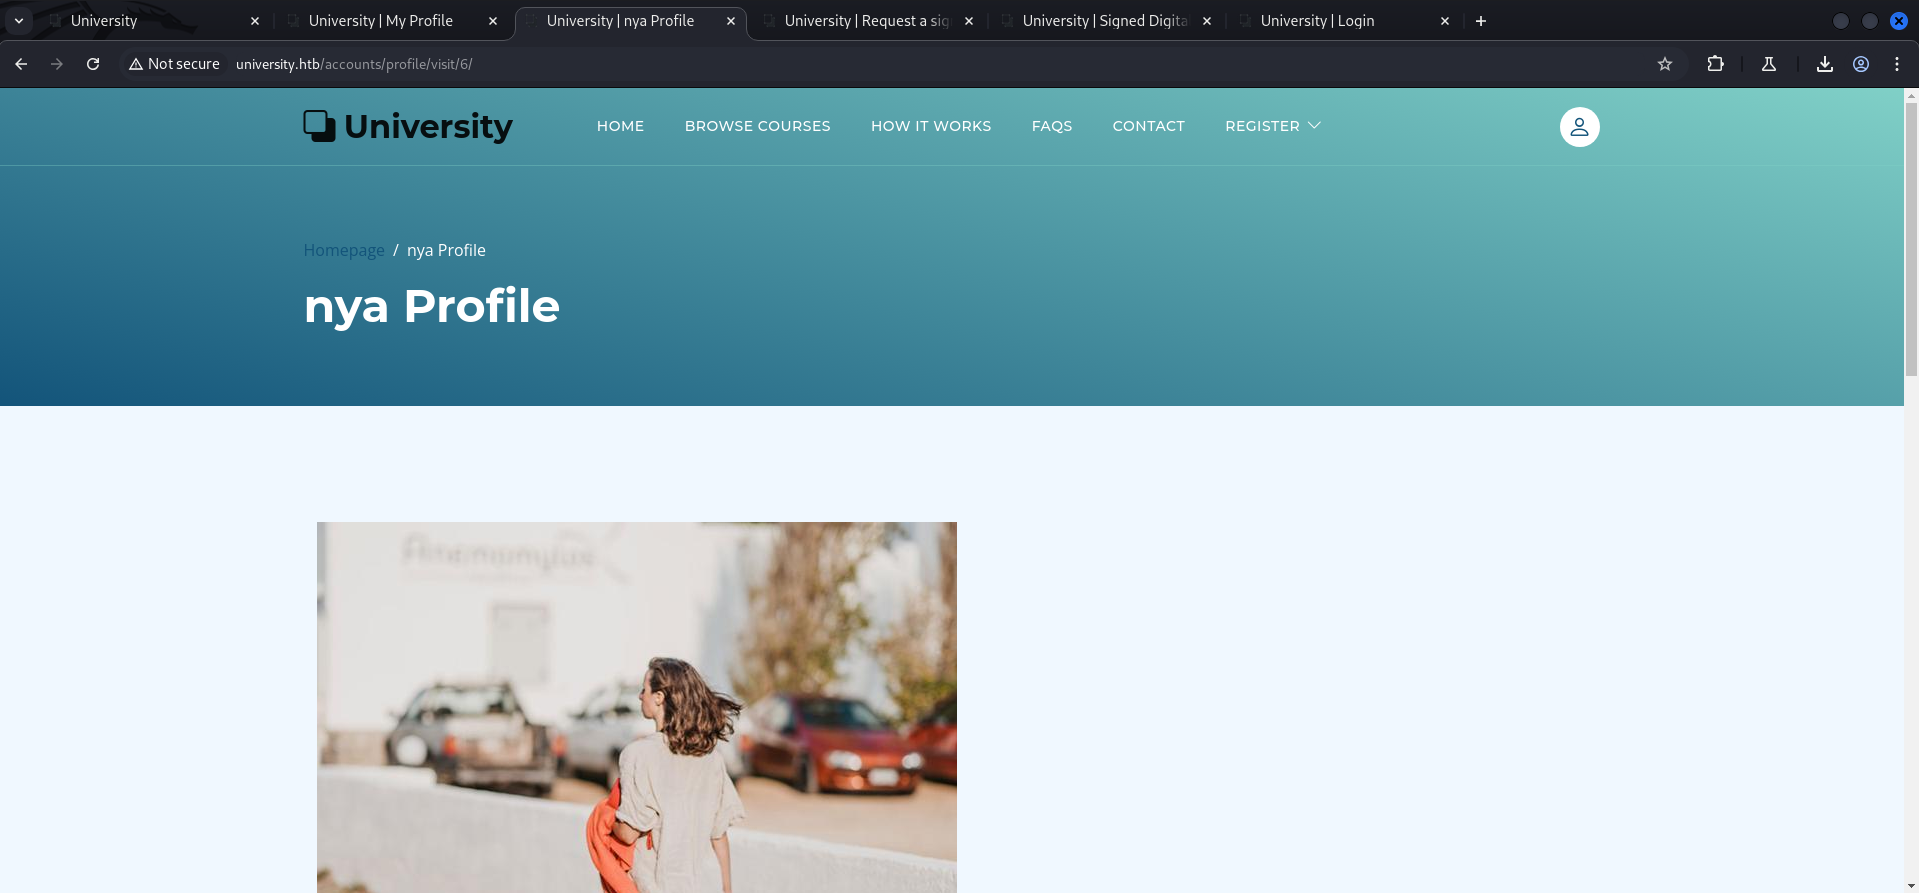 University
University | My Profile
University | nya Profile
University | Request a sig
University | Signed Digita
University | Login
Not secure
university.htb/accounts/profile/visit/6/
University
HOME
BROWSE COURSES
HOW IT WORKS
FAQS
CONTACT
REGISTER
Homepage / nya Profile
nya Profile